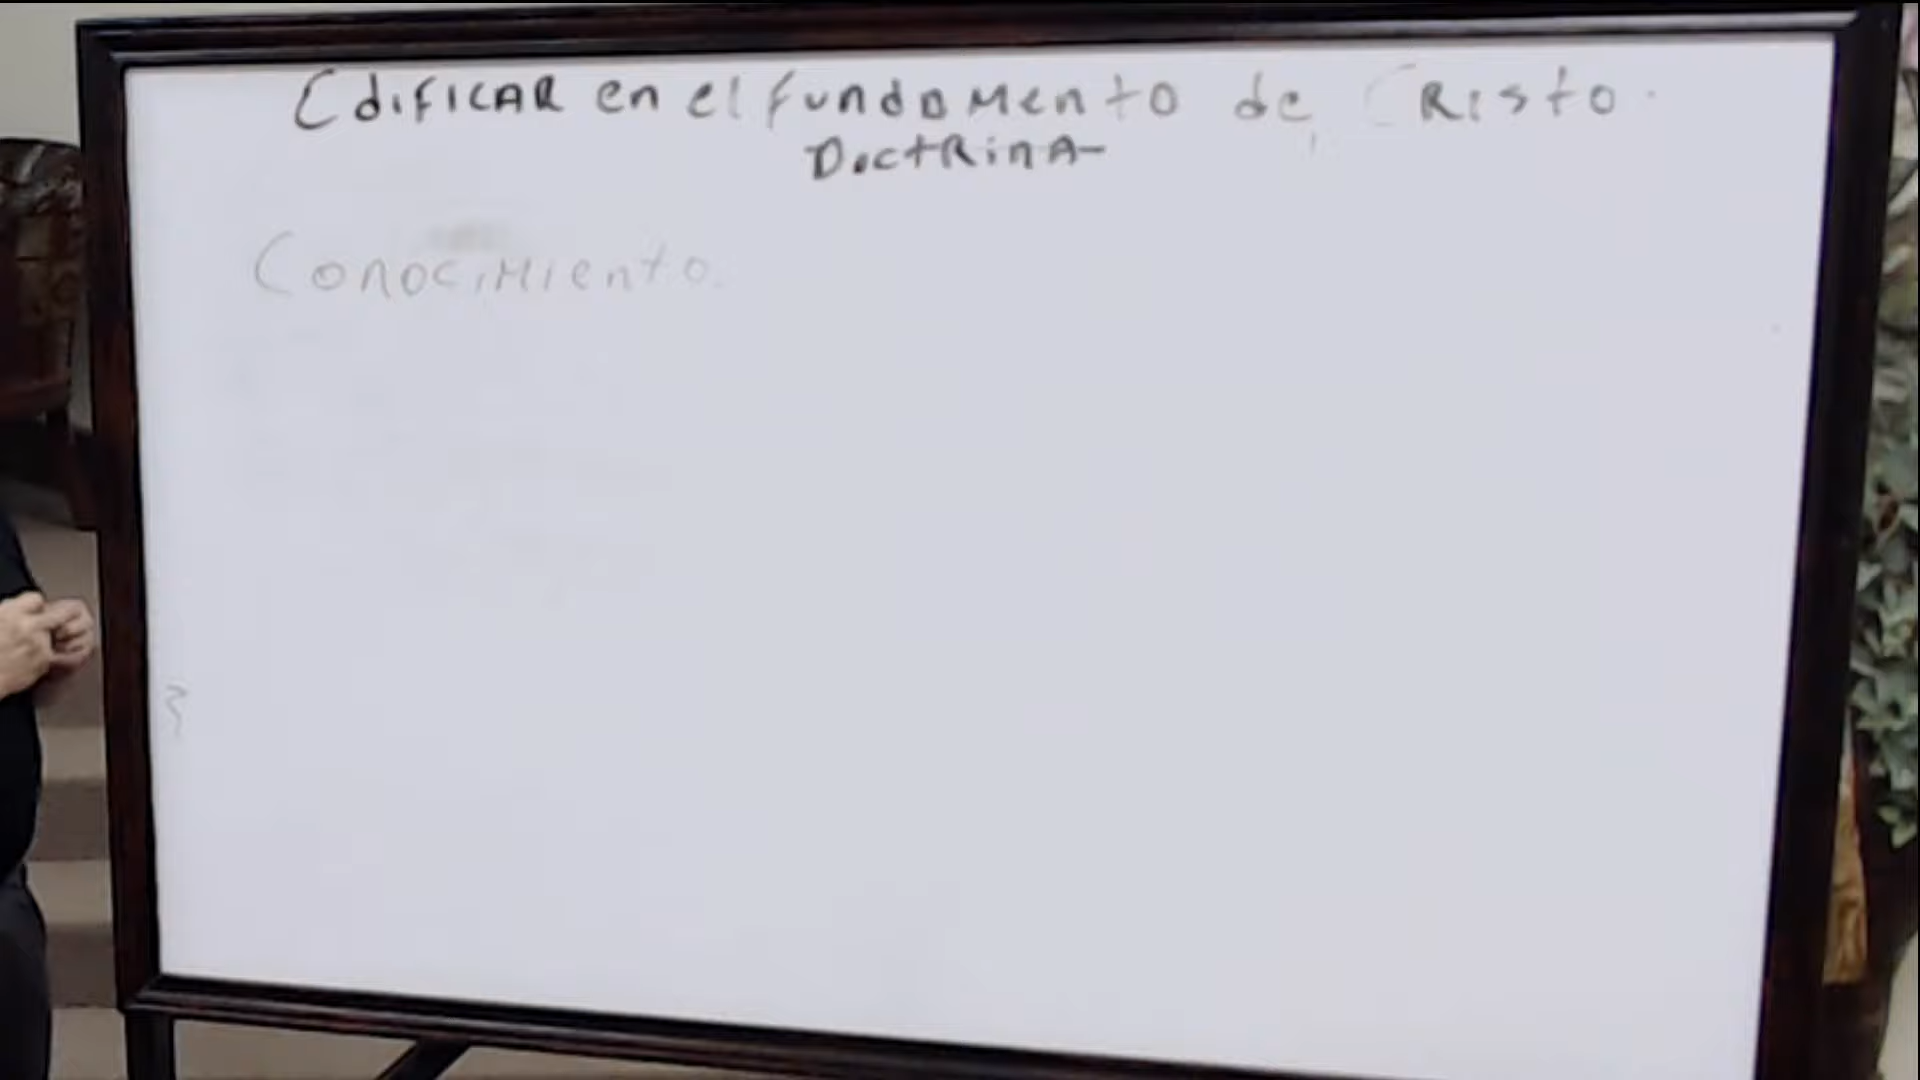 Edificar en el fundamento de Cristo.
Doctrina-
Conocimiento.